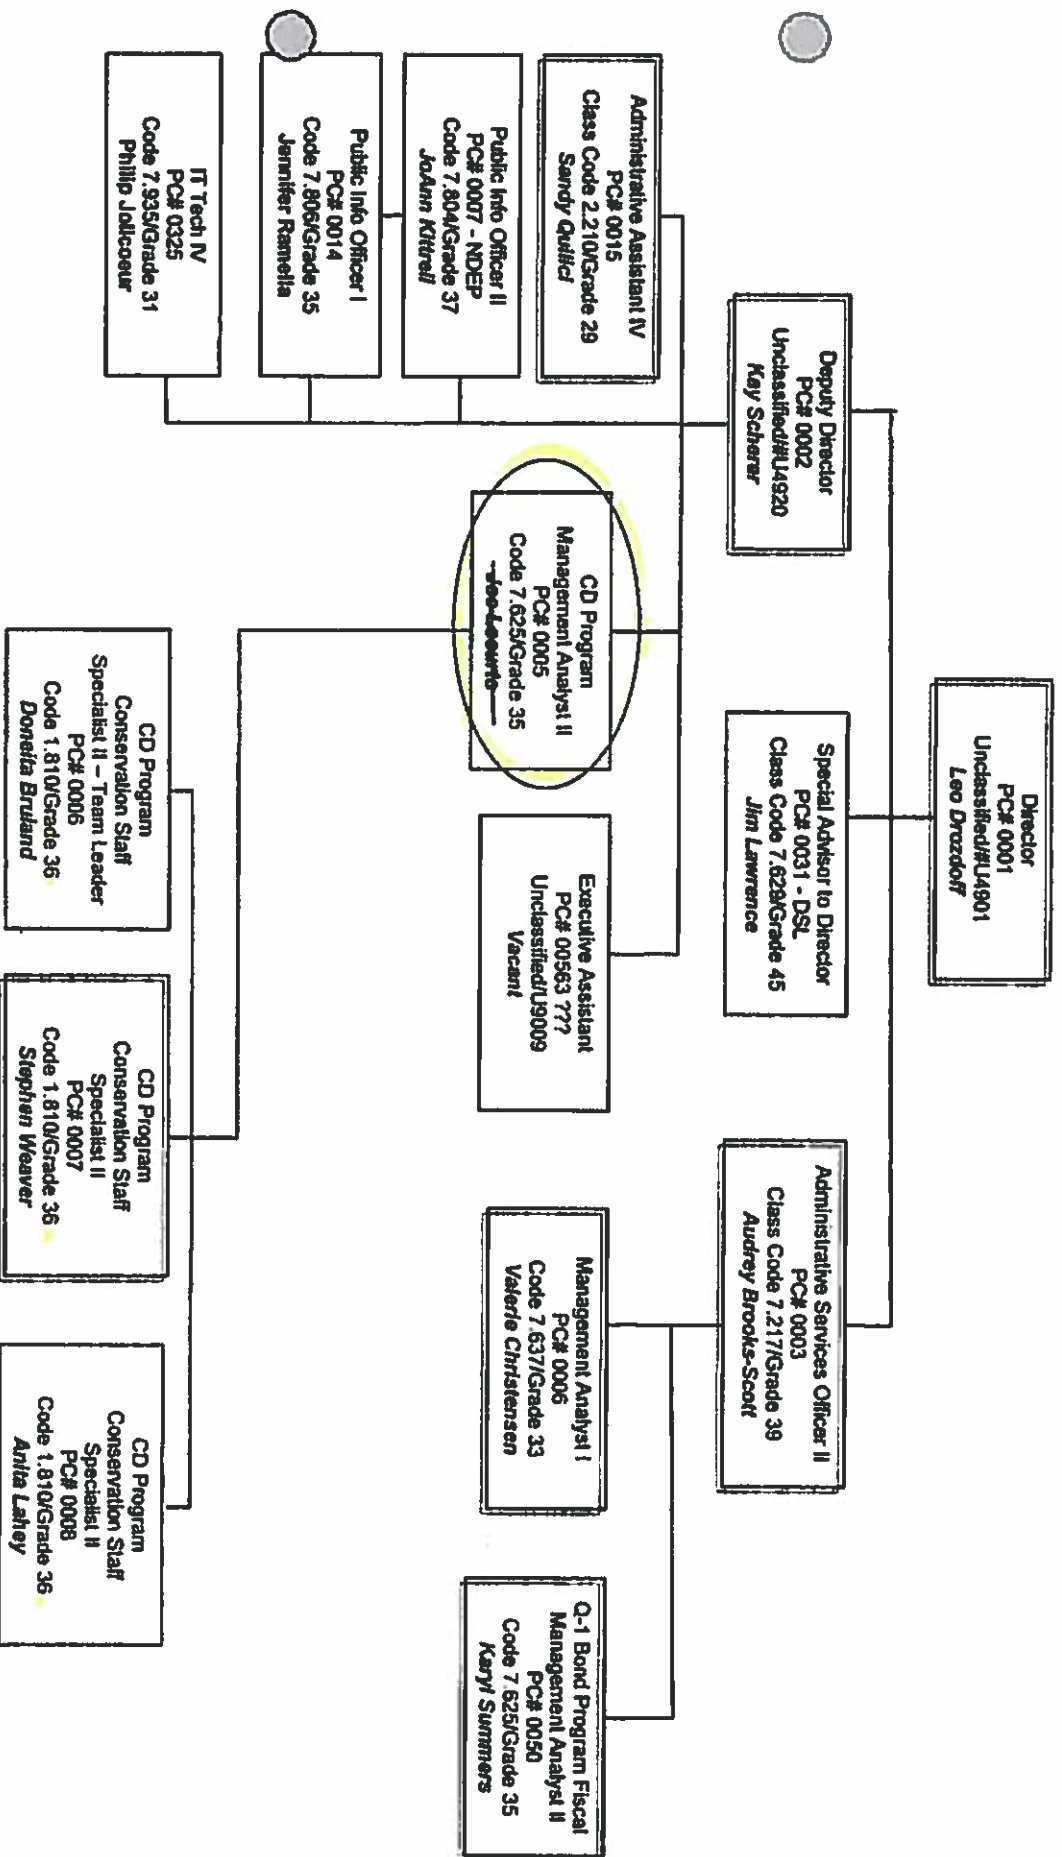 Director
PC# 0001
Unclassified/#U4901
Leo Drozdoff
Deputy Director
PC# 0002
Unclassified/#U4920
Kay Scherer
Special Advisor to Director
PC# 0031 - DSL
Class Code 7.629/Grade 45
Jim Lawrence
Administrative Services Officer II
PC# 0003
Class Code 7.217/Grade 39
Audrey Brooks-Scott
Administrative Assistant IV
PC# 0015
Class Code 2.210/Grade 29
Sandy Quilici
CD Program
Management Analyst II
PC# 0005
Code 7.625/Grade 35
Executive Assistant
PC# 00563 ???
Unclassified/U9009
Vacant
Management Analyst I
PC# 0006
Code 7.637/Grade 33
Valerie Christensen
Q-1 Bond Program Fiscal
Management Analyst II
PC# 0050
Code 7.625/Grade 35
Karyl Summers
Public Info Officer II
PC# 0007 - NDEP
Code 7.804/Grade 37
JoAnn Kittrell
Public Info Officer I
PC# 0014
Code 7.806/Grade 35
Jennifer Ramella
IT Tech IV
PC# 0325
Code 7.935/Grade 31
Philip Jolicoeur
CD Program
Conservation Staff
Specialist II – Team Leader
PC# 0006
Code 1.810/Grade 36
Doneita Bruland
CD Program
Conservation Staff
Specialist II
PC# 0007
Code 1.810/Grade 36
Stephen Weaver
CD Program
Conservation Staff
Specialist II
PC# 0008
Code 1.810/Grade 36
Anita Lahey